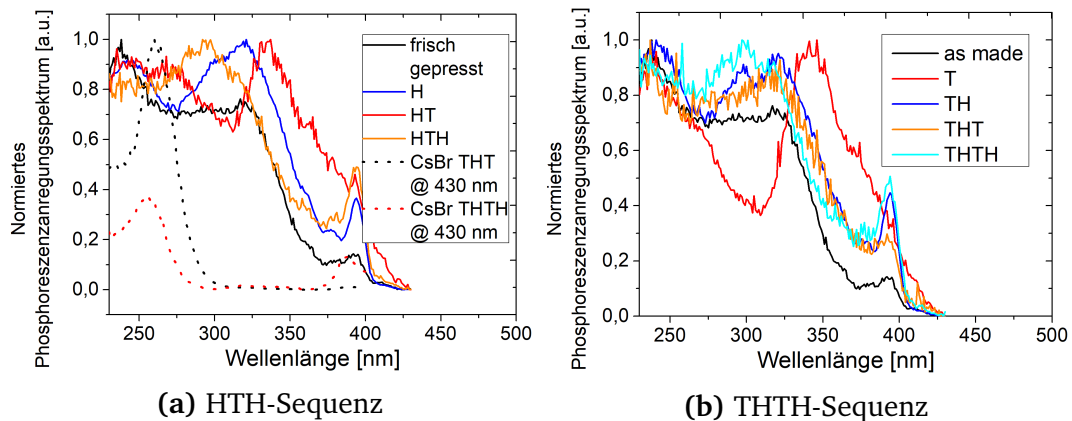 Normiertes
Phosphoreszenzanregungsspektrum [a.u.]
1,0
0,8
0,6
0,4
0,2
0,0
250
300
350
400
450
500
Wellenlänge [nm]
frisch
gepresst
H
HT
HTH
CsBr THT
@ 430 nm
CsBr THTH
@ 430 nm
(a) HTH-Sequenz
Normiertes
Phosphoreszenzanregungsspektrum [a.u.]
1,0
0,8
0,6
0,4
0,2
0,0
250
300
350
400
450
500
Wellenlänge [nm]
as made
T
TH
THT
THTH
(b) THTH-Sequenz